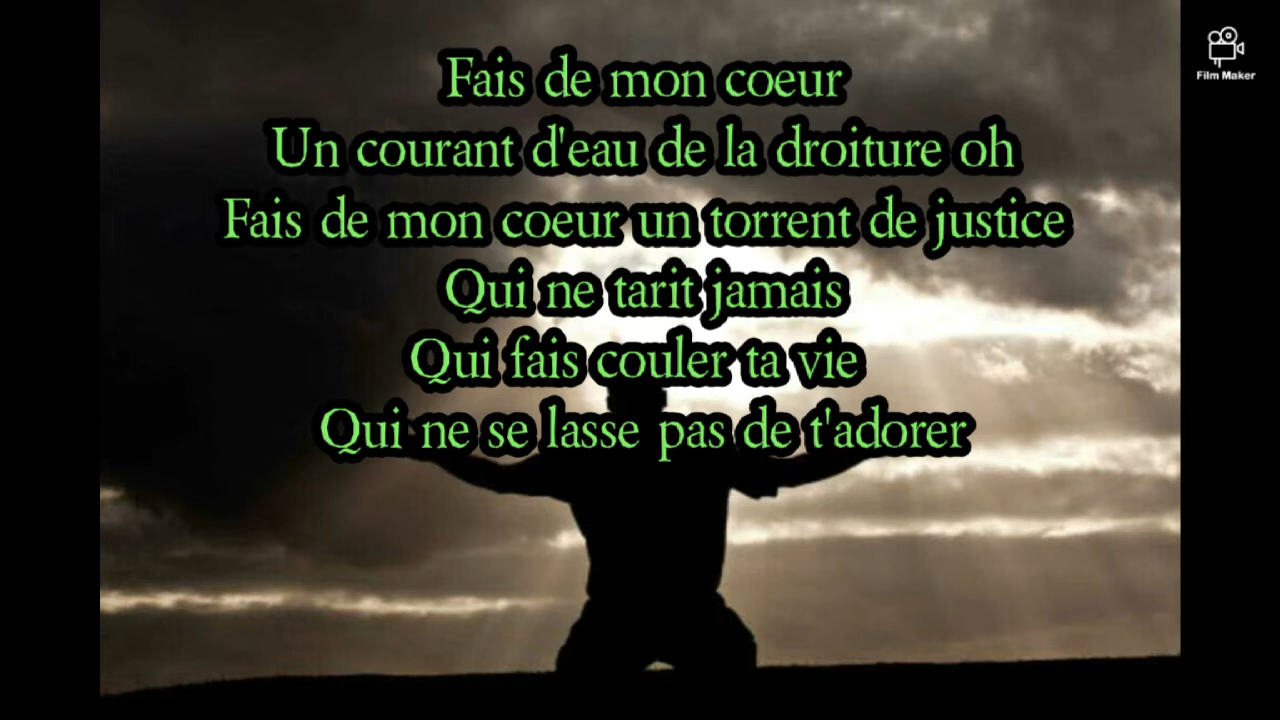 Fais de mon coeur
Un courant d'eau de la droiture oh
Fais de mon coeur un torrent de justice
Qui ne tarit jamais
Qui fais couler ta vie
Qui ne se lasse pas de t'adorer
Film Maker